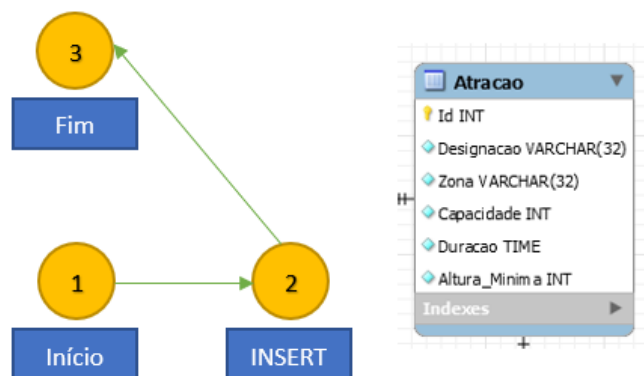 3
Fim
1
Início
2
INSERT
Atracao
Id INT
Designacao VARCHAR(32)
Zona VARCHAR(32)
Capacidade INT
Duracao TIME
Altura_Minima INT
Indexes